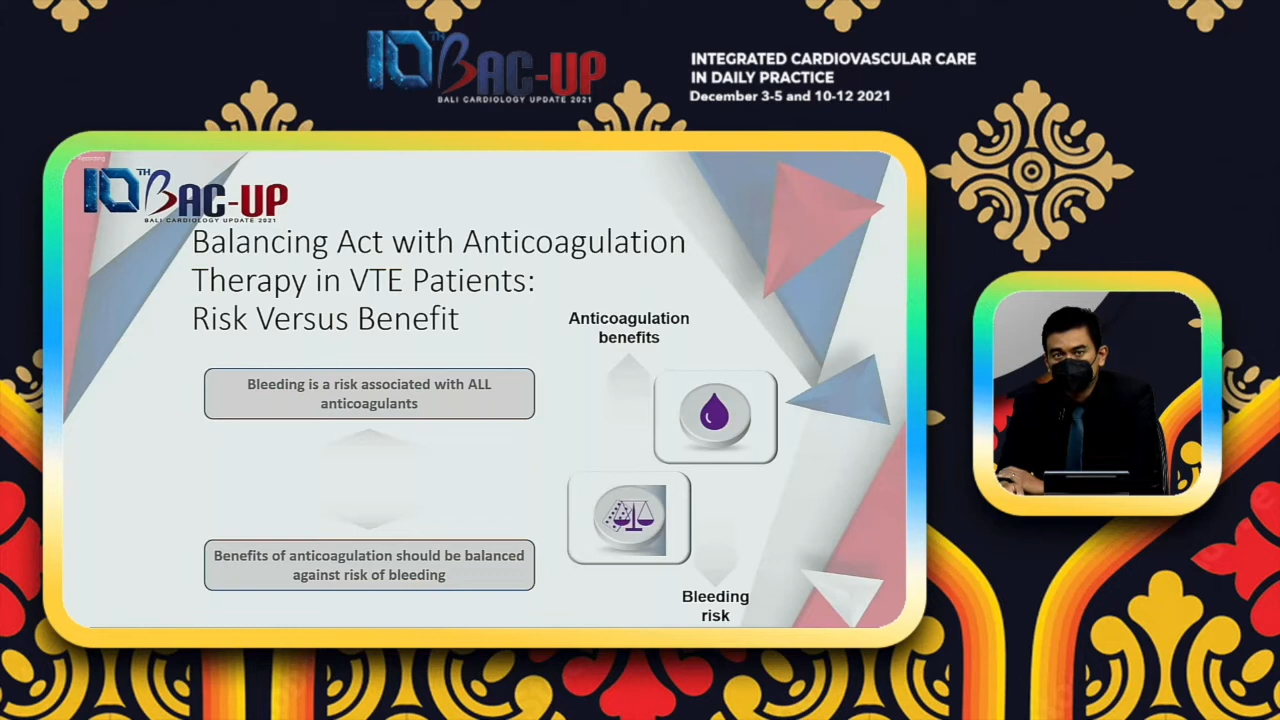 10TH BAC-UP
BALI CARDIOLOGY UPDATE 2021
INTEGRATED CARDIOVASCULAR CARE
IN DAILY PRACTICE
December 3-5 and 10-12 2021
Recording
10TH BAC-UP
BALI CARDIOLOGY UPDATE 2021
Balancing Act with Anticoagulation
Therapy in VTE Patients:
Risk Versus Benefit
Anticoagulation
benefits
Bleeding is a risk associated with ALL
anticoagulants
Benefits of anticoagulation should be balanced
against risk of bleeding
Bleeding
risk